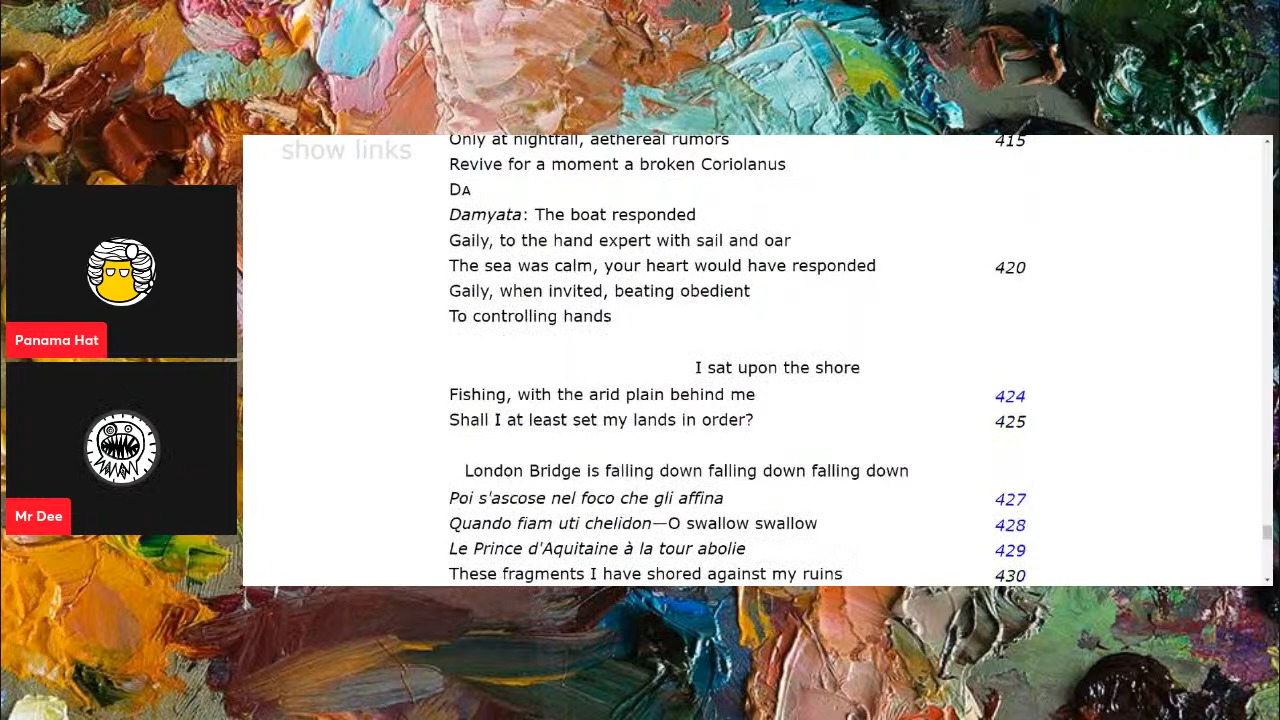 show links
Only at nightfall, aethereal rumors 415
Revive for a moment a broken Coriolanus
DA
Damyata: The boat responded
Gaily, to the hand expert with sail and oar
The sea was calm, your heart would have responded 420
Gaily, when invited, beating obedient
To controlling hands
I sat upon the shore
Fishing, with the arid plain behind me 424
Shall I at least set my lands in order? 425
London Bridge is falling down falling down falling down
Poi s'ascose nel foco che gli affina 427
Quando fiam uti chelidon—O swallow swallow 428
Le Prince d'Aquitaine à la tour abolie 429
These fragments I have shored against my ruins 430
Panama Hat
Mr Dee